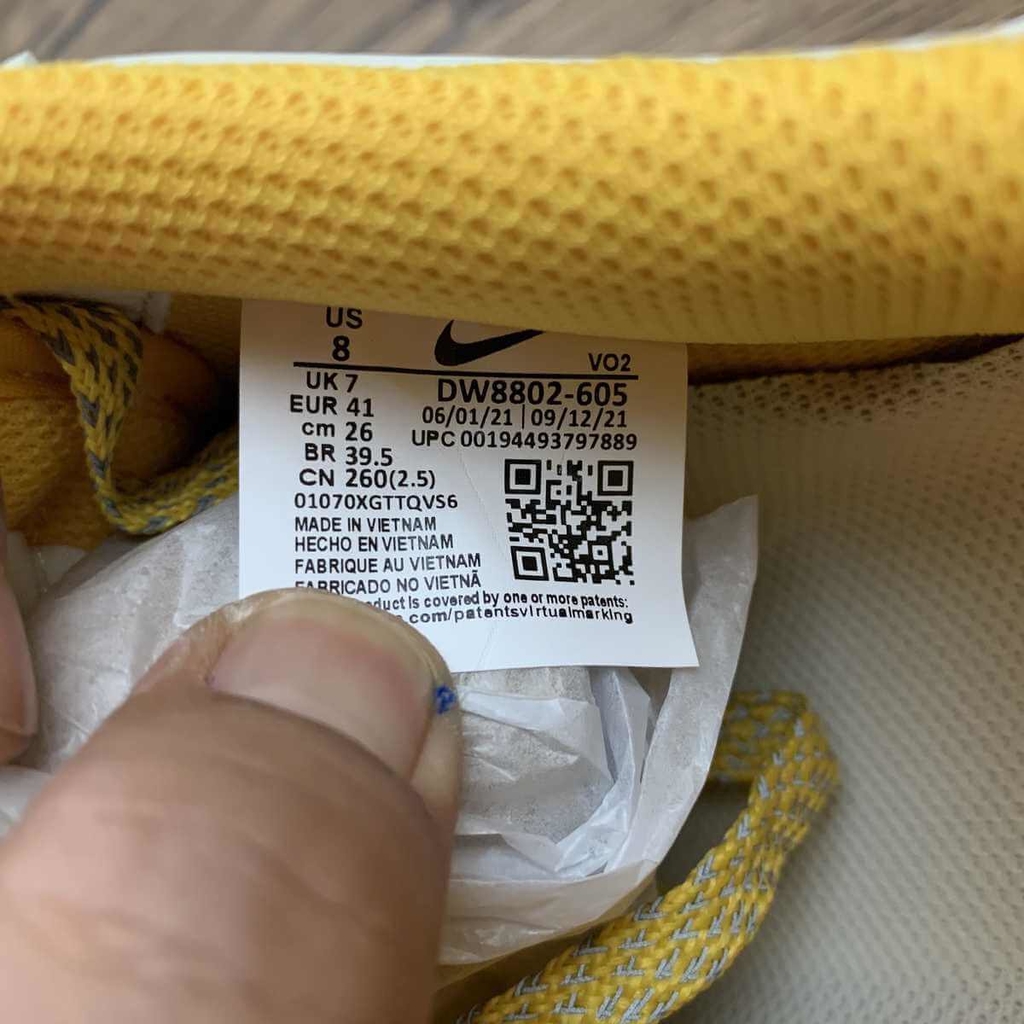 US
8
VO2
UK 7
DW8802-605
EUR 41
06/01/21 | 09/12/21
cm 26
UPC 00194493797889
BR 39.5
CN 260(2.5)
01070XGTTQVS6
MADE IN VIETNAM
HECHO EN VIETNAM
FABRIQUE AU VIETNAM
FABRICADO NO VIETNÃ
is covered by one or more patents:
.com/patentsvirtualmarking